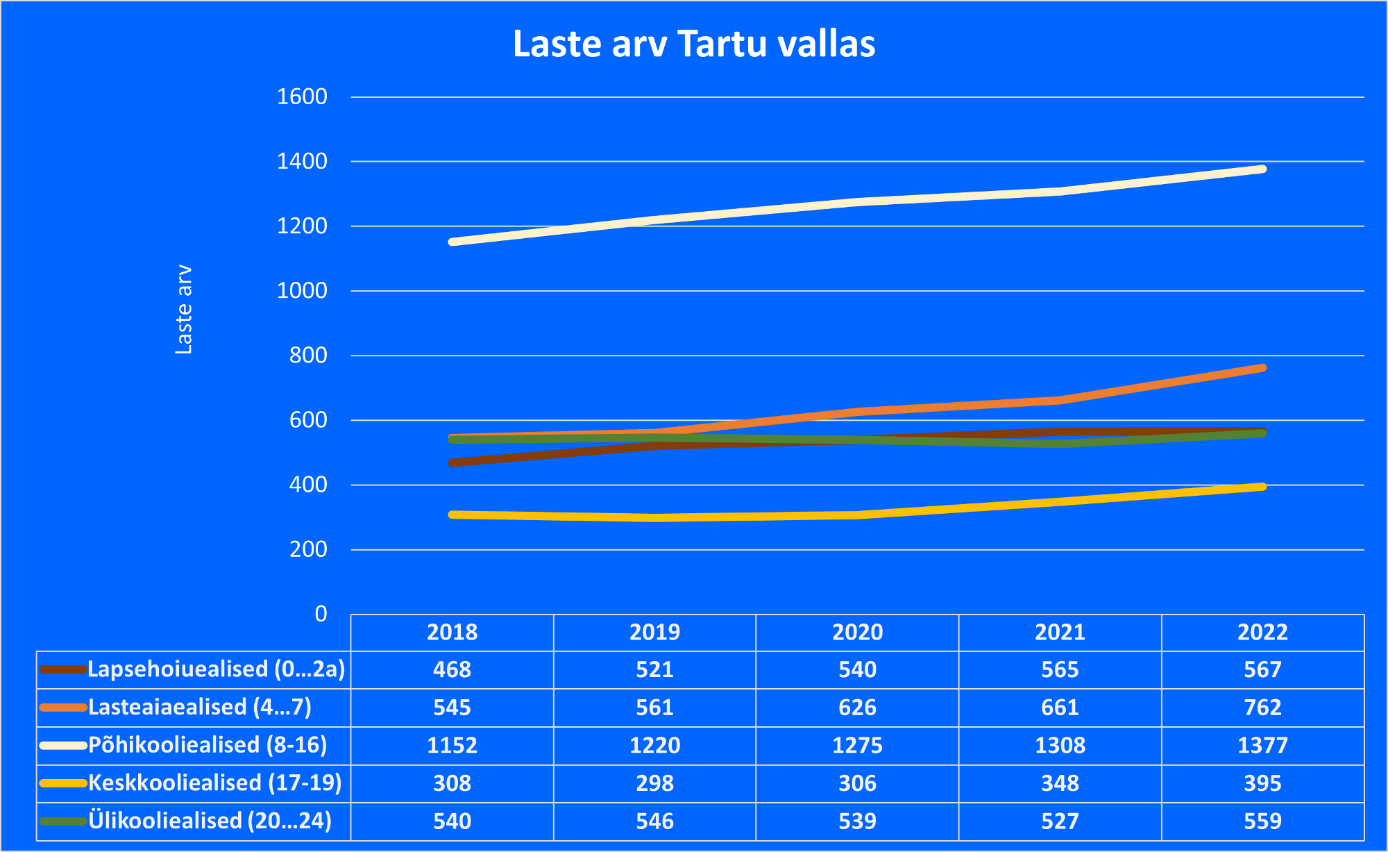 Laste arv Tartu vallas
1600
1400
1200
1000
800
600
400
200
0
Laste arv
2018 2019 2020 2021 2022
Lapsehoiuealised (0...2a) 468 521 540 565 567
Lasteaiaealised (4...7) 545 561 626 661 762
Põhikooliealised (8-16) 1152 1220 1275 1308 1377
Keskkooliealised (17-19) 308 298 306 348 395
Ülikooliealised (20...24) 540 546 539 527 559